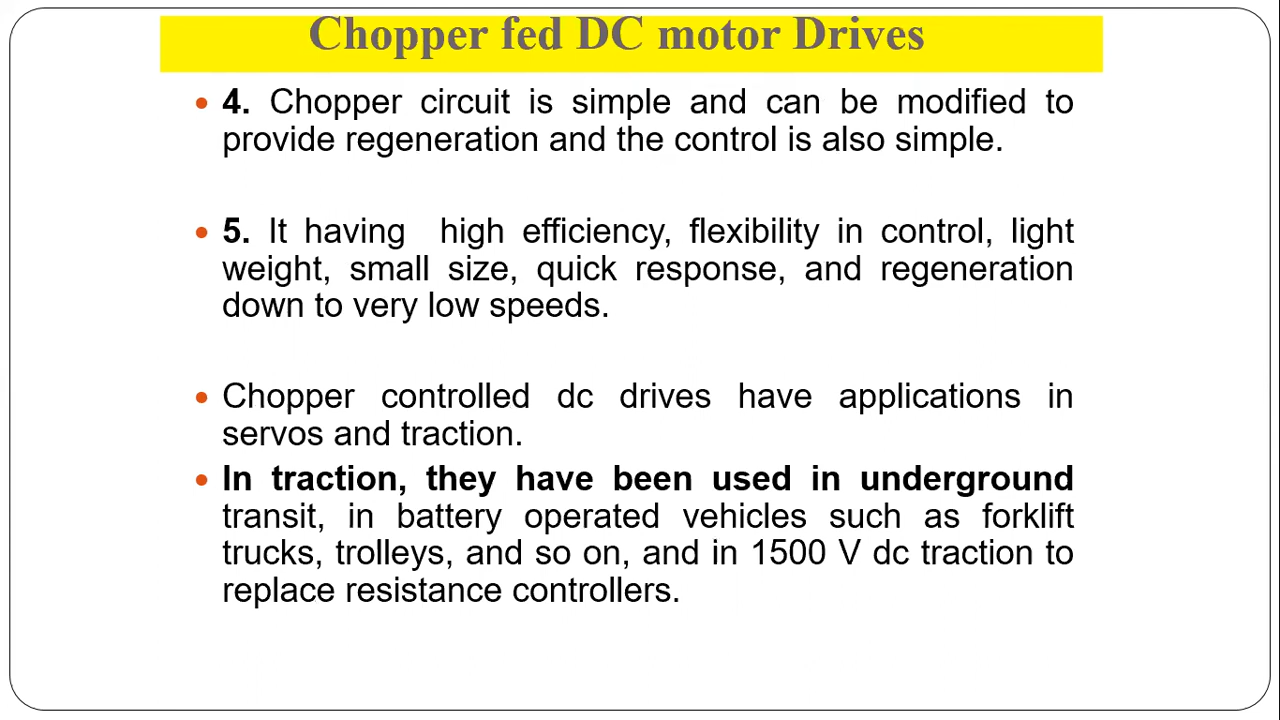 Chopper fed DC motor Drives
• 4. Chopper circuit is simple and can be modified to
provide regeneration and the control is also simple.
• 5. It having high efficiency, flexibility in control, light
weight, small size, quick response, and regeneration
down to very low speeds.
• Chopper controlled dc drives have applications in
servos and traction.
• In traction, they have been used in underground
transit, in battery operated vehicles such as forklift
trucks, trolleys, and so on, and in 1500 V dc traction to
replace resistance controllers.